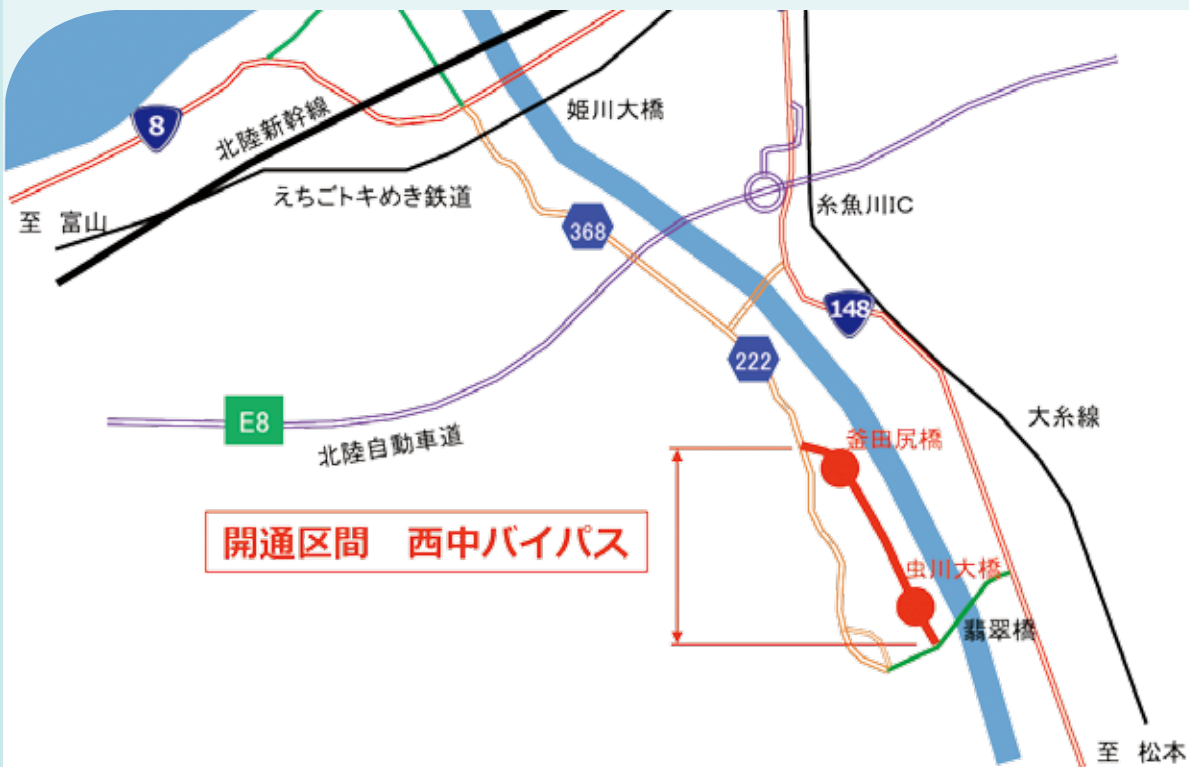 8
北陸新幹線
姫川大橋
えちごトキめき鉄道
至 富山
368
糸魚川IC
148
222
E8
北陸自動車道
大糸線
釜田尻橋
開通区間 西中バイパス
虫川大橋
翡翠橋
至 松本